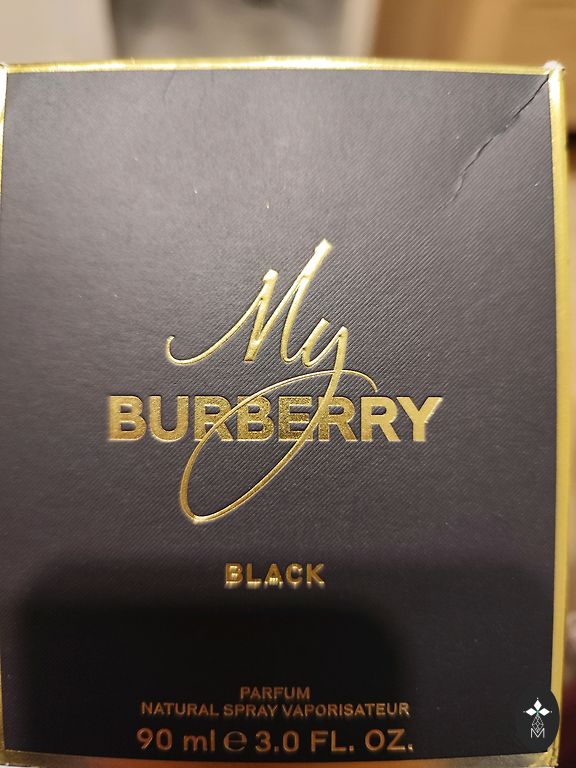 My
BURBERRY
BLACK
PARFUM
NATURAL SPRAY VAPORISATEUR
90 ml ℮ 3.0 FL. OZ.